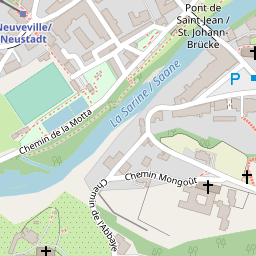 Neuveville/
Neustadt
Pont de
Saint-Jean /
St. Johann-
Brücke
P
La Sarine / Saane
Chemin de la Motta
Chemin Mongoût
Chemin de l'Abbaye